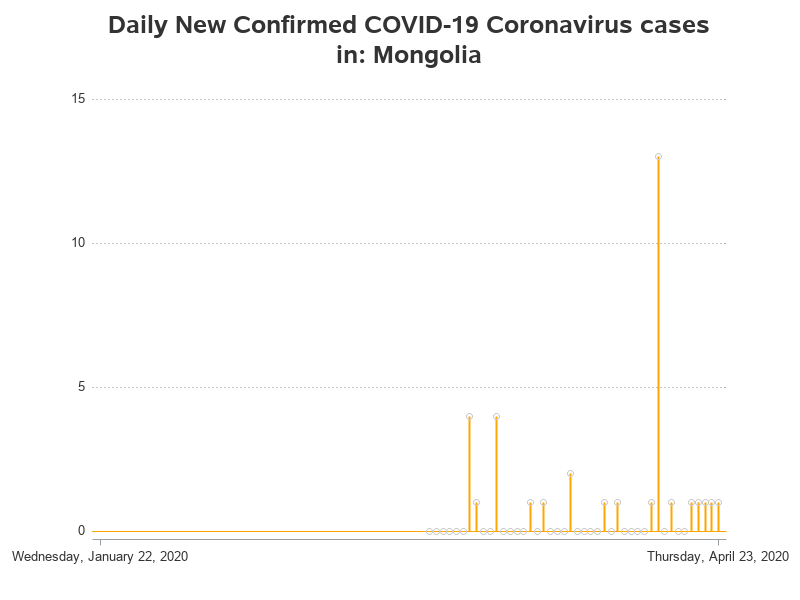 Daily New Confirmed COVID-19 Coronavirus cases
in: Mongolia
15
10
5
0
Wednesday, January 22, 2020
Thursday, April 23, 2020